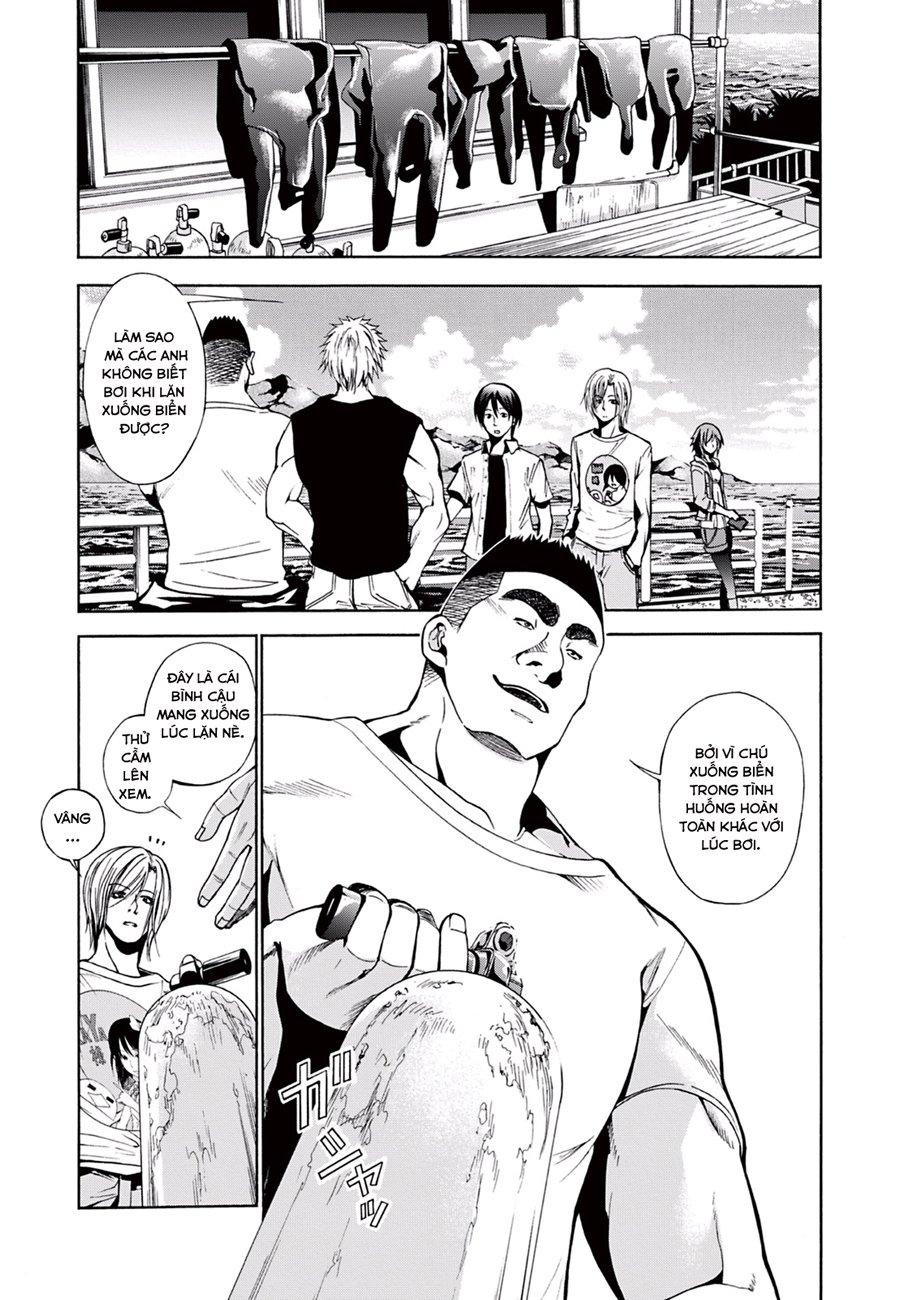 LÀM SAO
MÀ CÁC ANH
KHÔNG BIẾT
BƠI KHI LẶN
XUỐNG BIỂN
ĐƯỢC?
BỞI VÌ CHÚ
XUỐNG BIỂN
TRONG TÌNH
HUỐNG HOÀN
TOÀN KHÁC VỚI
LÚC BƠI.
ガシャッ
ĐÂY LÀ CÁI
BÌNH CẬU
MANG XUỐNG
LÚC LẶN NÈ.
THỬ
CẦM
LÊN
XEM.
VÂNG
...